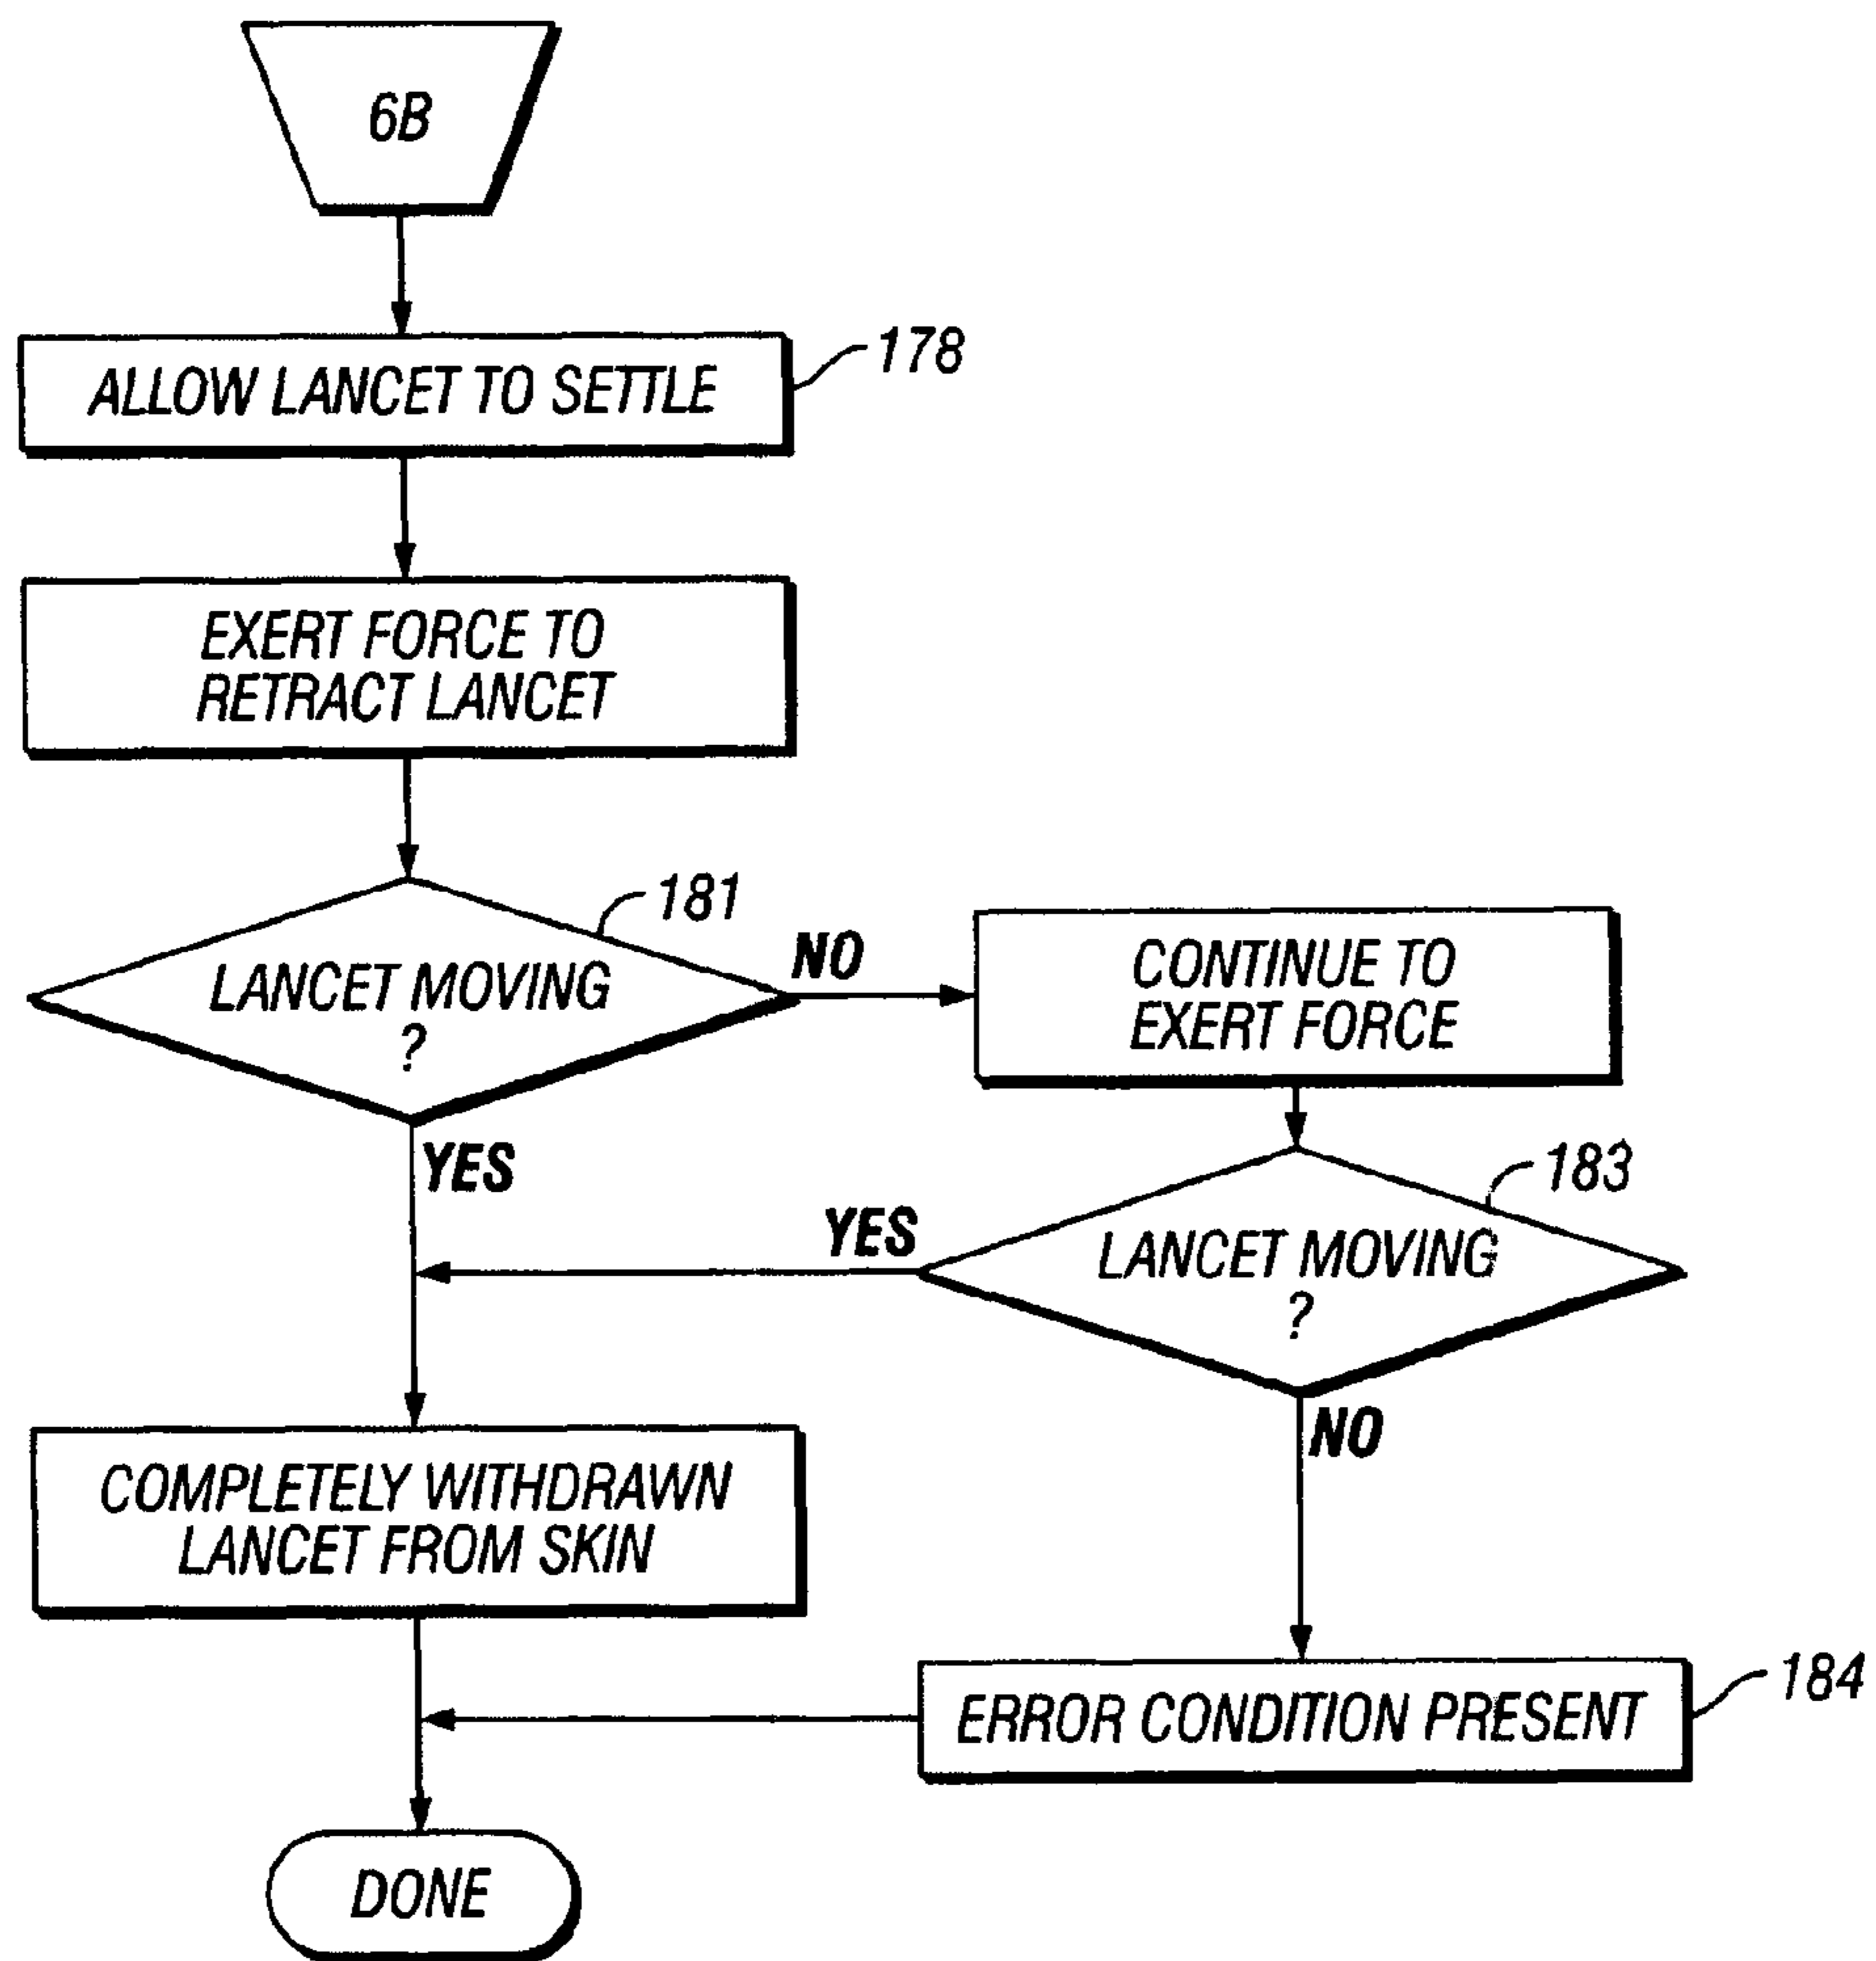 6B
ALLOW LANCET TO SETTLE
178
EXERT FORCE TO
RETRACT LANCET
181
LANCET MOVING
?
NO
CONTINUE TO
EXERT FORCE
YES
183
LANCET MOVING
?
YES
NO
COMPLETELY WITHDRAWN
LANCET FROM SKIN
184
ERROR CONDITION PRESENT
DONE